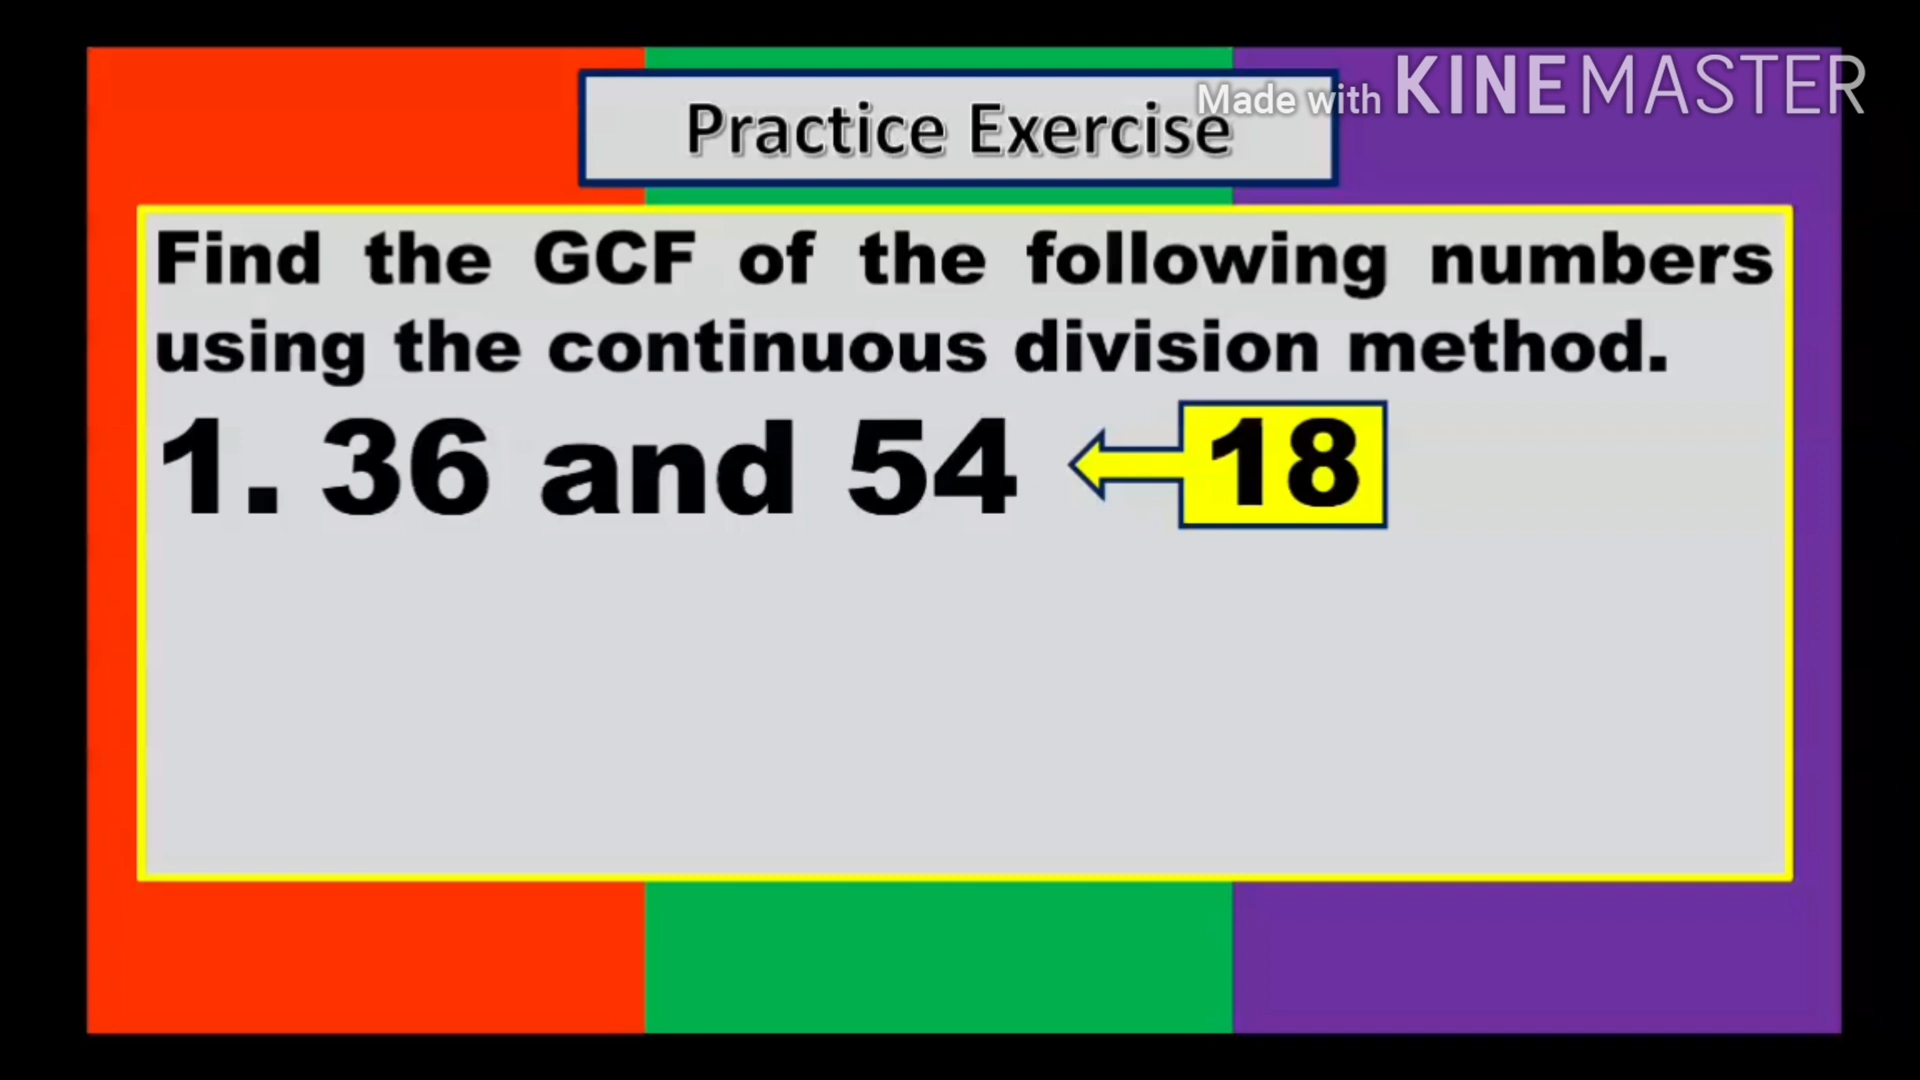 Made with KINEMASTER
Practice Exercise
Find the GCF of the following numbers
using the continuous division method.
1. 36 and 54 18